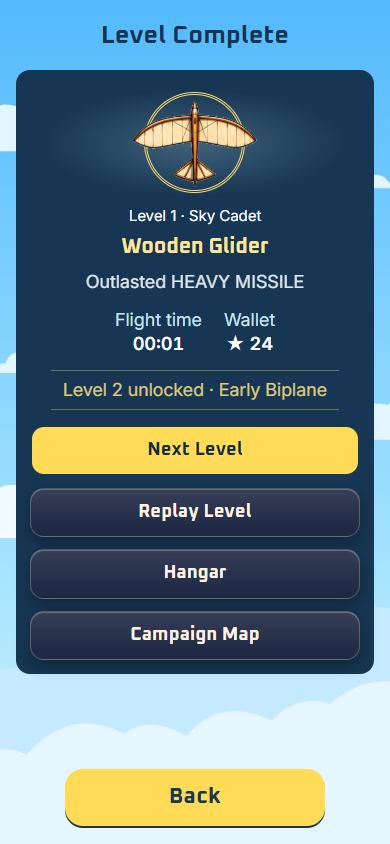 Level Complete
Level 1 · Sky Cadet
Wooden Glider
Outlasted HEAVY MISSILE
Flight time Wallet
00:01 ★ 24
Level 2 unlocked · Early Biplane
Next Level
Replay Level
Hangar
Campaign Map
Back